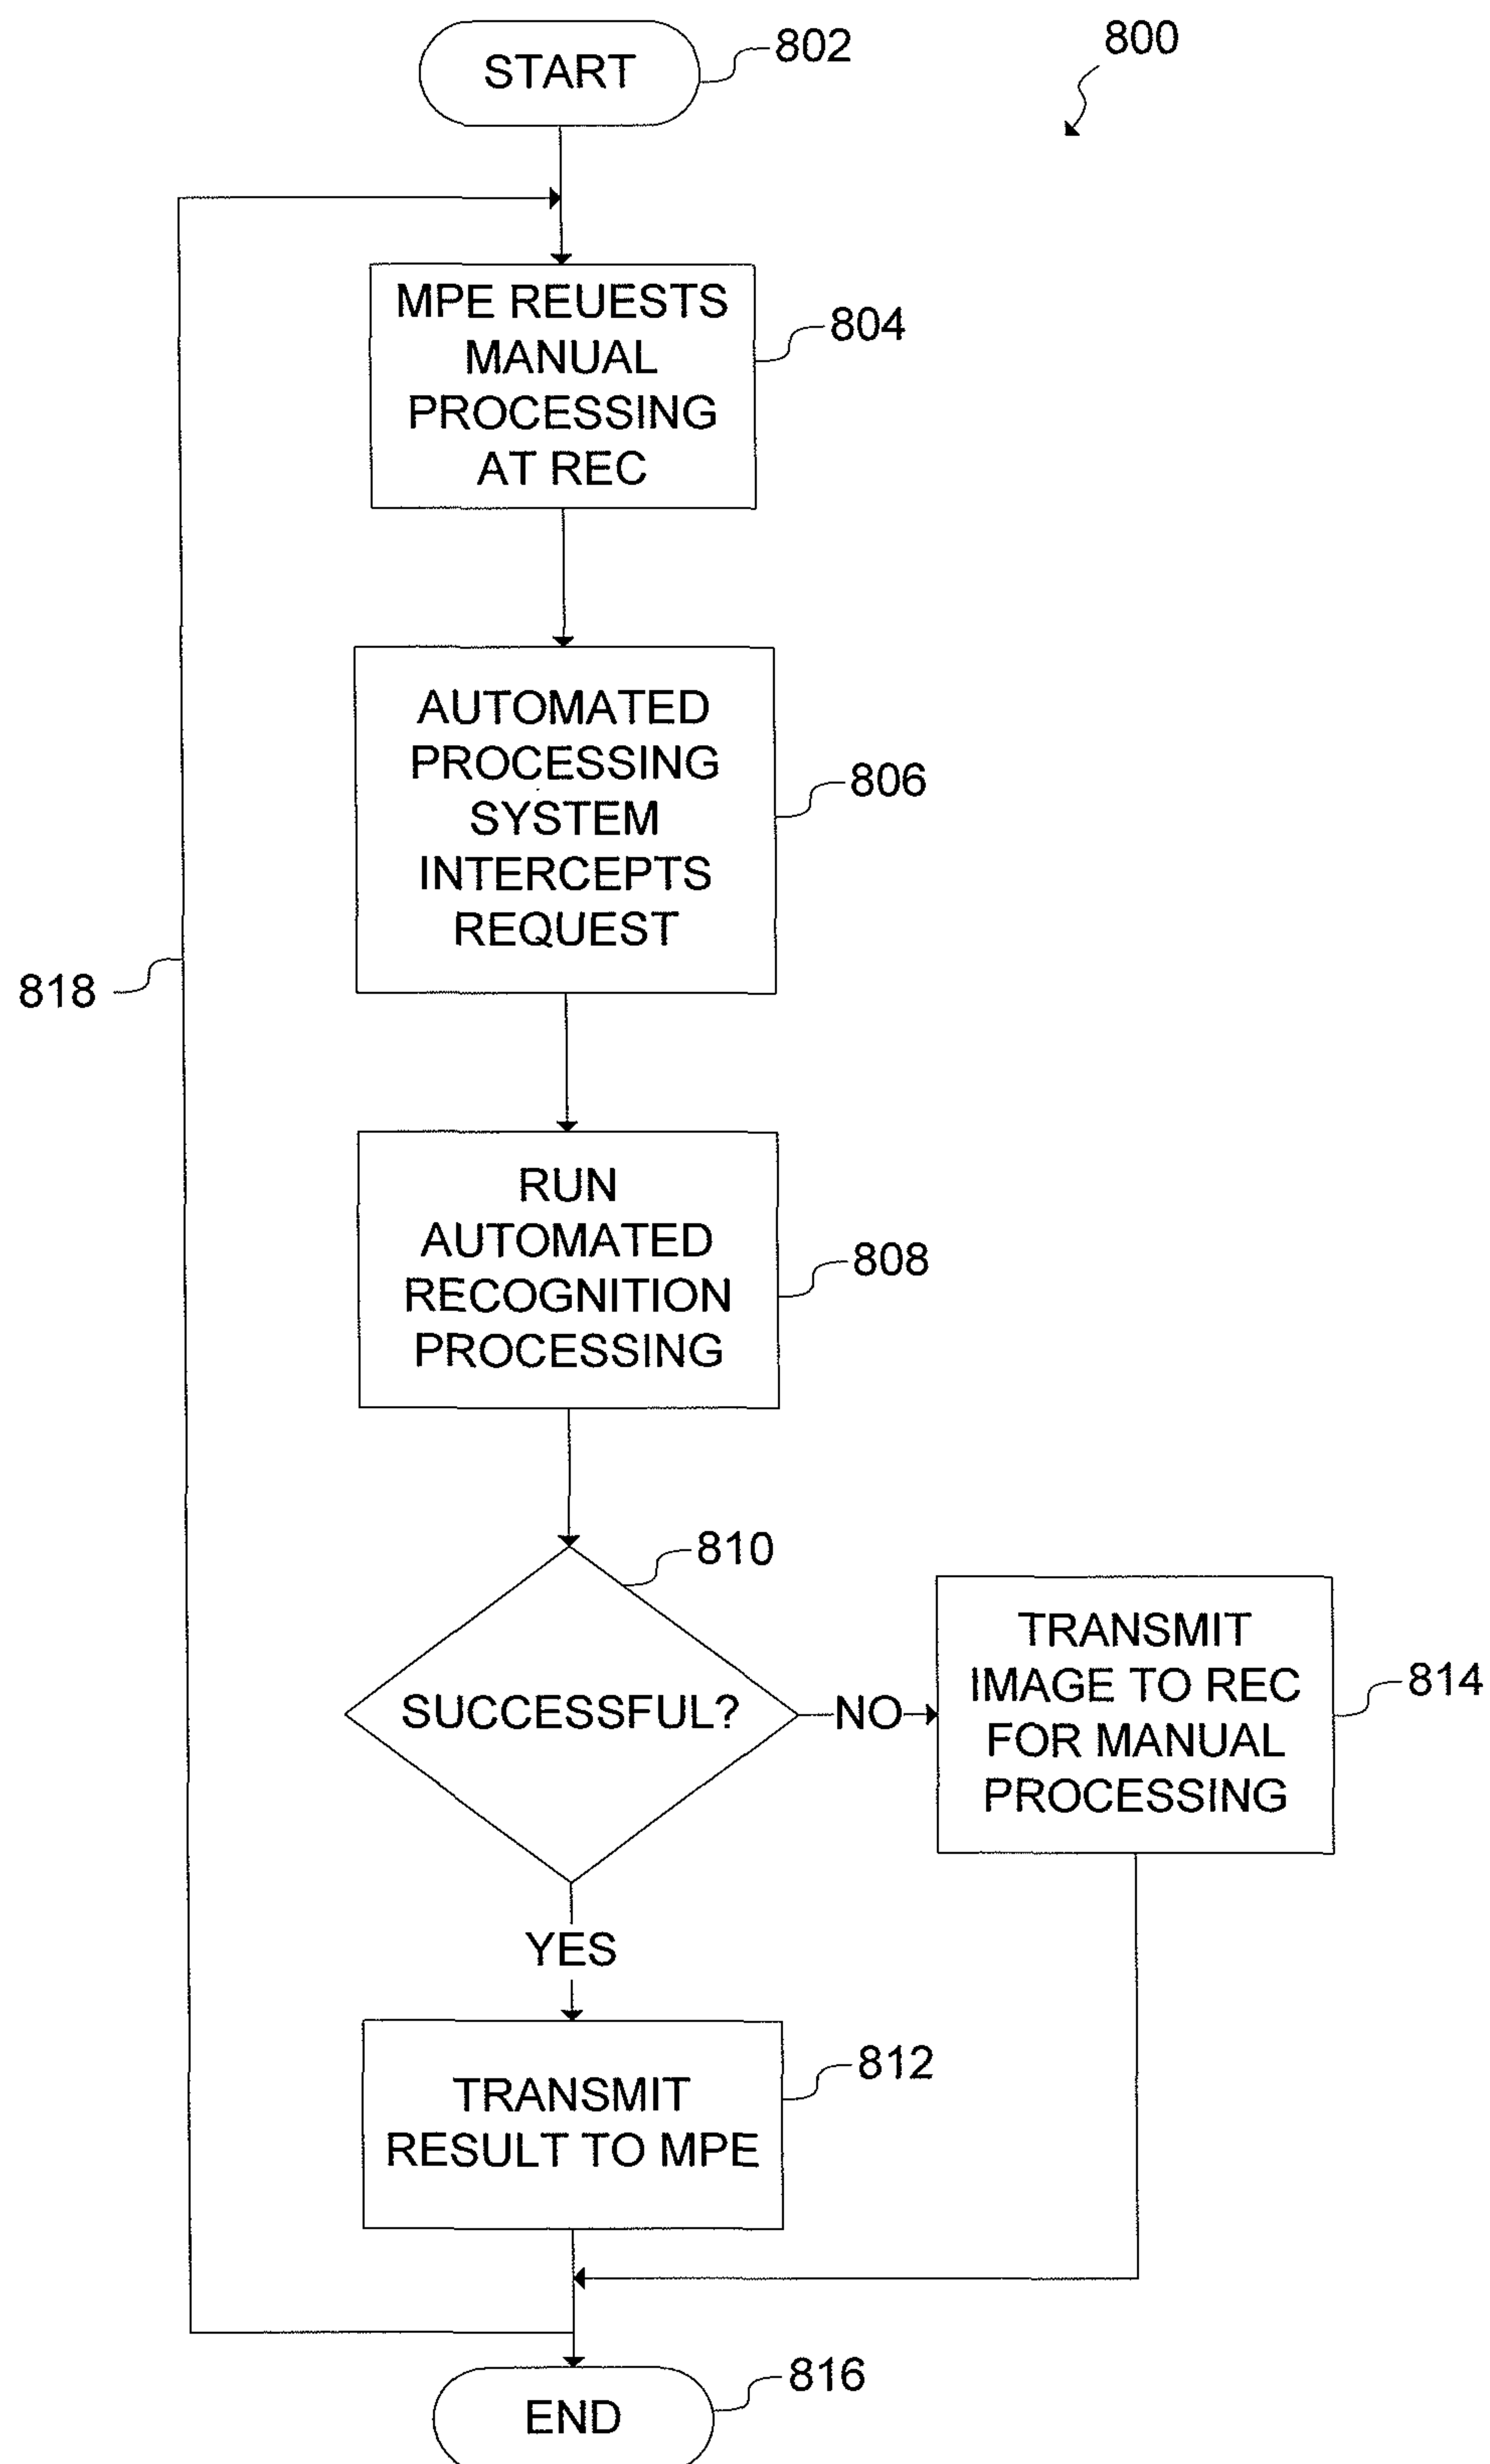 START
802
800
MPE REUESTS
MANUAL
PROCESSING
AT REC
804
AUTOMATED
PROCESSING
SYSTEM
INTERCEPTS
REQUEST
806
818
RUN
AUTOMATED
RECOGNITION
PROCESSING
808
810
SUCCESSFUL?
NO
TRANSMIT
IMAGE TO REC
FOR MANUAL
PROCESSING
814
YES
TRANSMIT
RESULT TO MPE
812
END
816